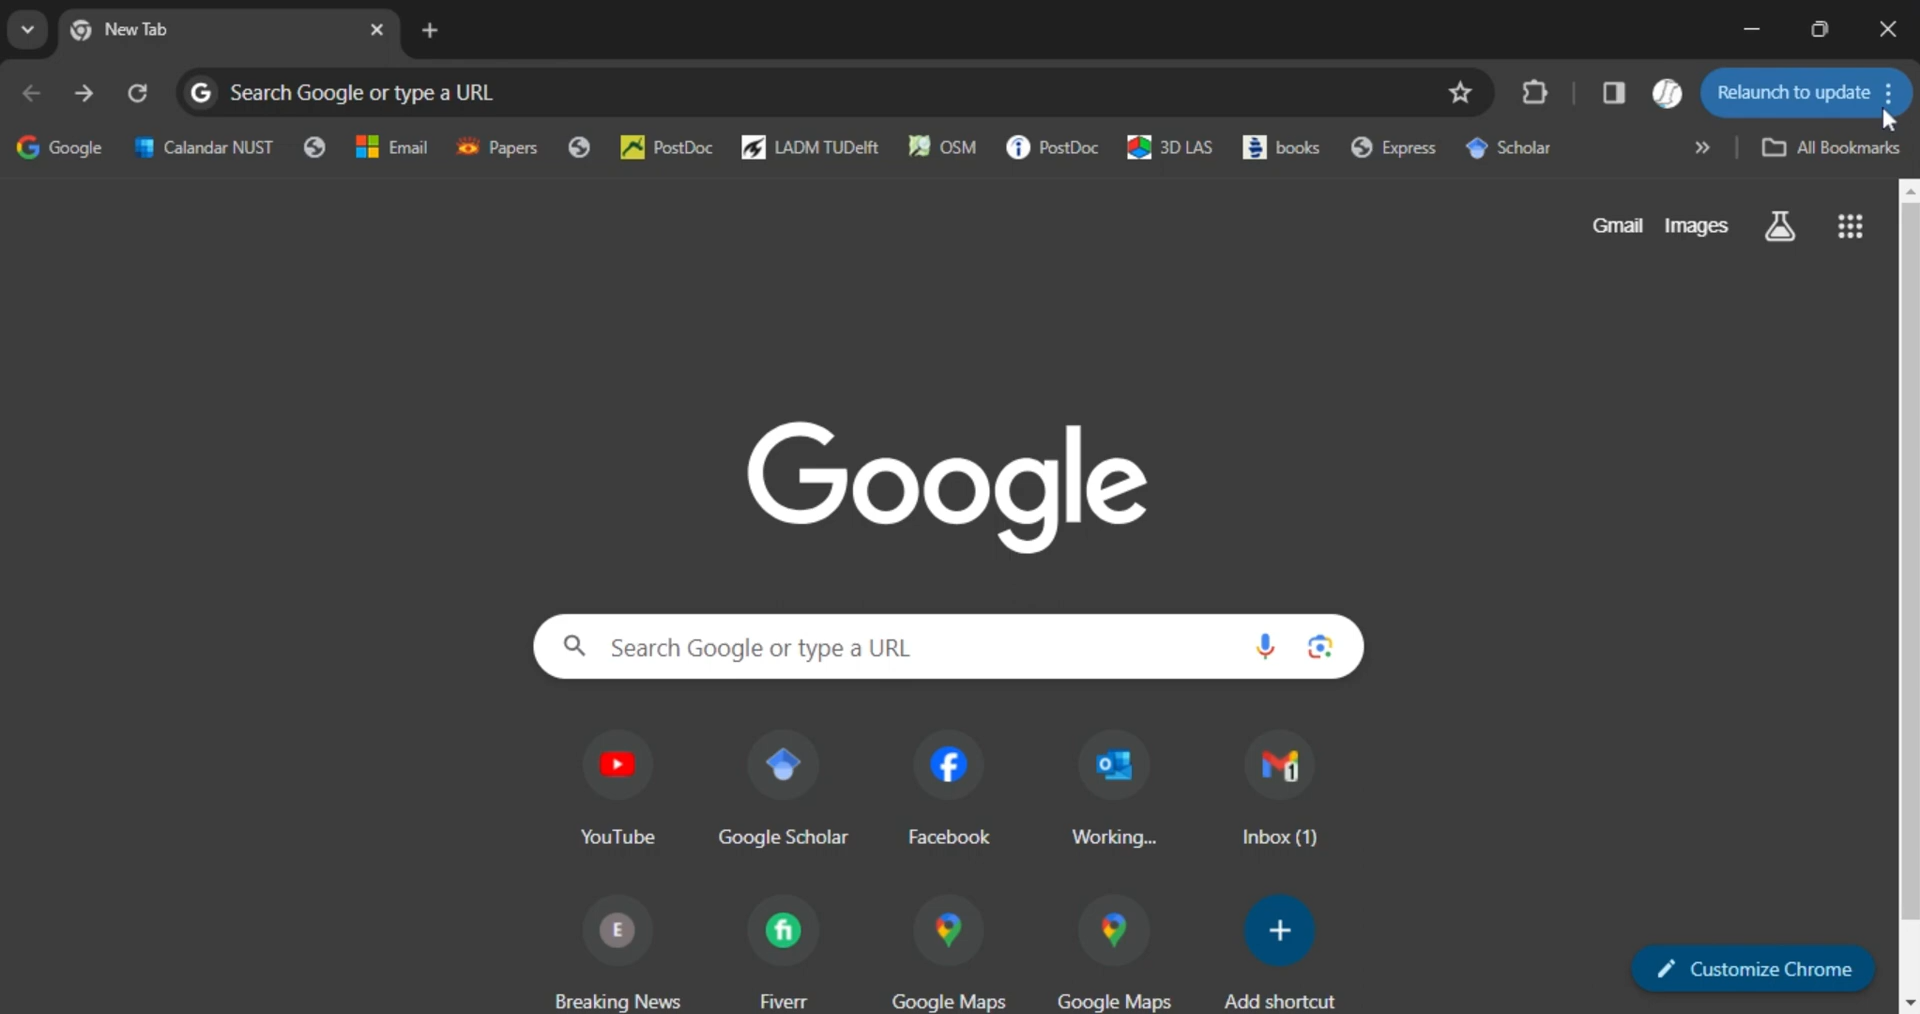 New Tab
Search Google or type a URL
Relaunch to update
Google Calandar NUST Email Papers PostDoc LADM TUDelft OSM PostDoc 3D LAS books Express Scholar » All Bookmarks
Gmail Images
Google
Search Google or type a URL
YouTube Google Scholar Facebook Working... Inbox (1)
E
Breaking News Fiverr Google Maps Google Maps Add shortcut
Customize Chrome